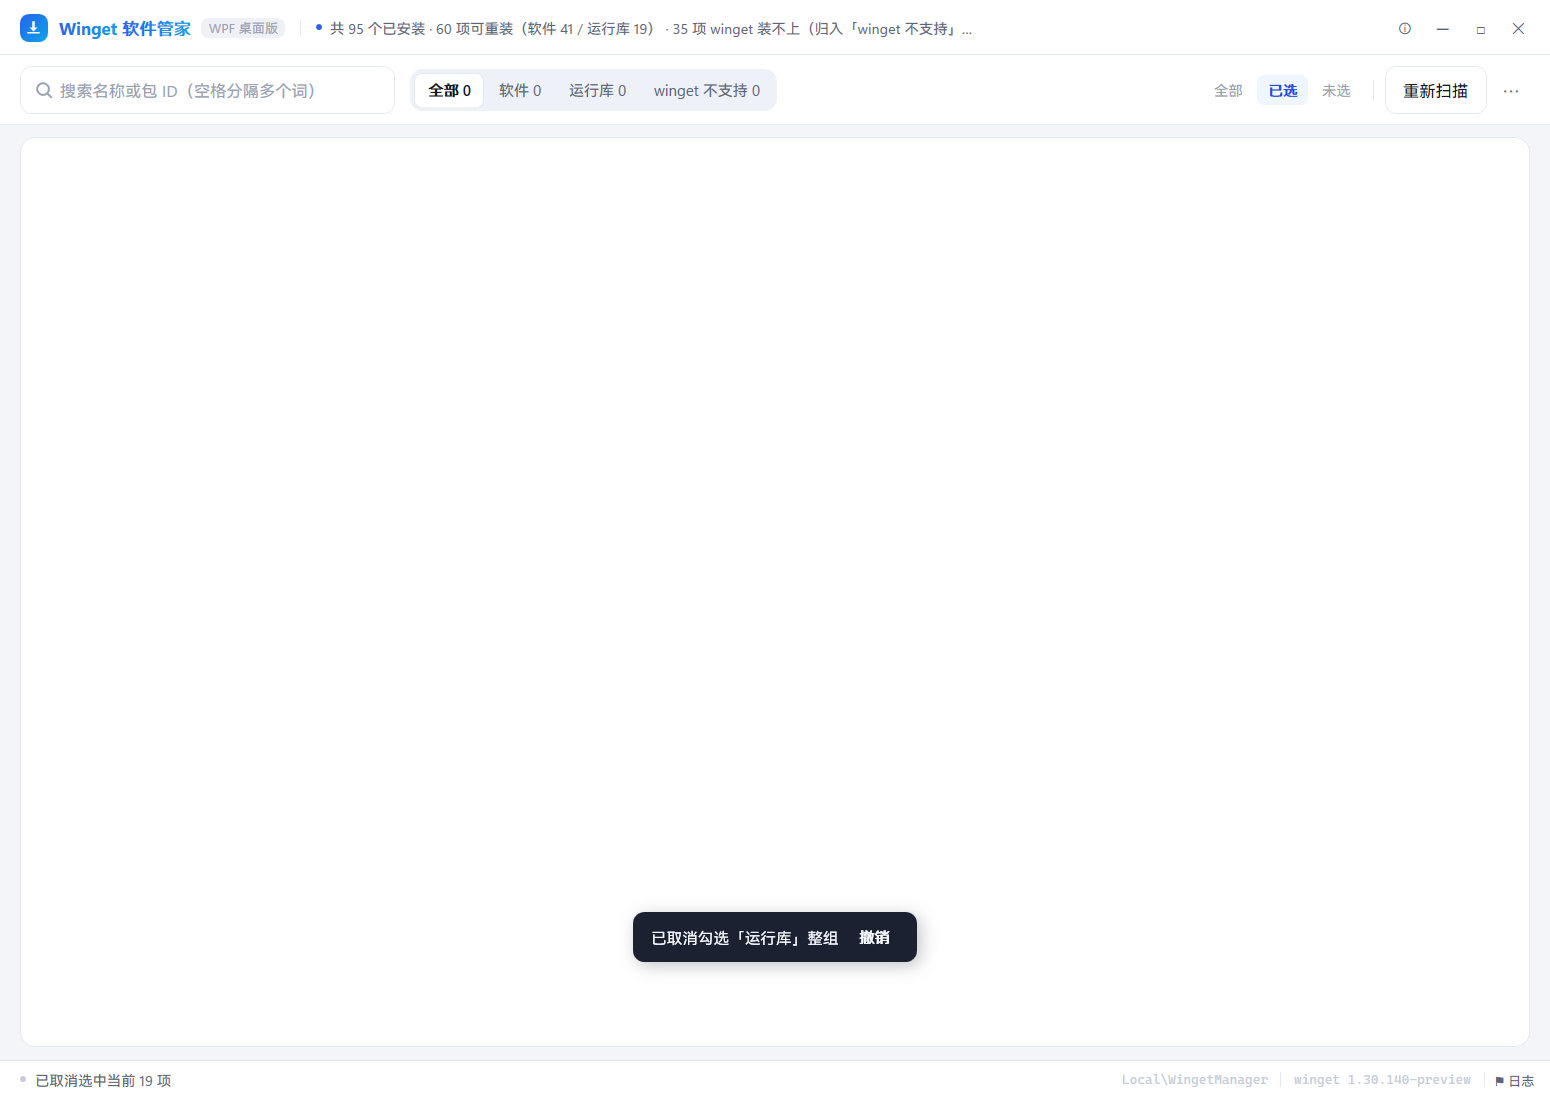 Winget 软件管家 WPF 桌面版 共 95 个已安装 · 60 项可重装（软件 41 / 运行库 19） · 35 项 winget 装不上（归入「winget 不支持」...
搜索名称或包 ID（空格分隔多个词） 全部 0 软件 0 运行库 0 winget 不支持 0 全部 已选 未选 重新扫描 ···
已取消勾选「运行库」整组 撤销
已取消选中当前 19 项 Local\WingetManager winget 1.30.140-preview 日志